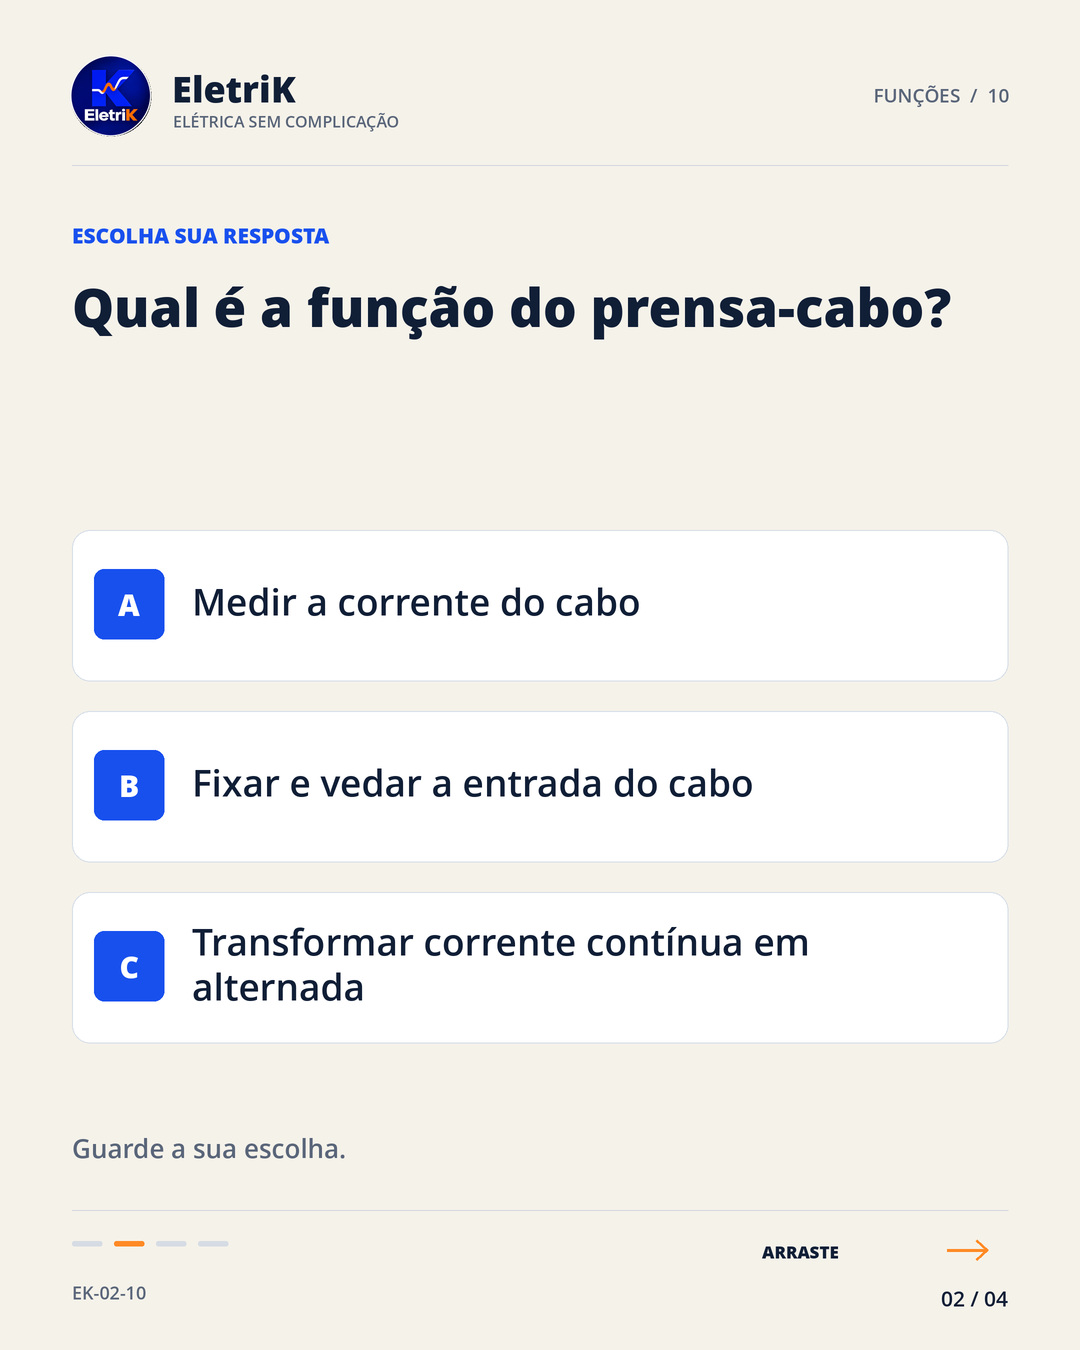 EletriK
EletriK
ELÉTRICA SEM COMPLICAÇÃO
FUNÇÕES / 10
ESCOLHA SUA RESPOSTA
Qual é a função do prensa-cabo?
A
Medir a corrente do cabo
B
Fixar e vedar a entrada do cabo
C
Transformar corrente contínua em
alternada
Guarde a sua escolha.
ARRASTE
EK-02-10
02 / 04